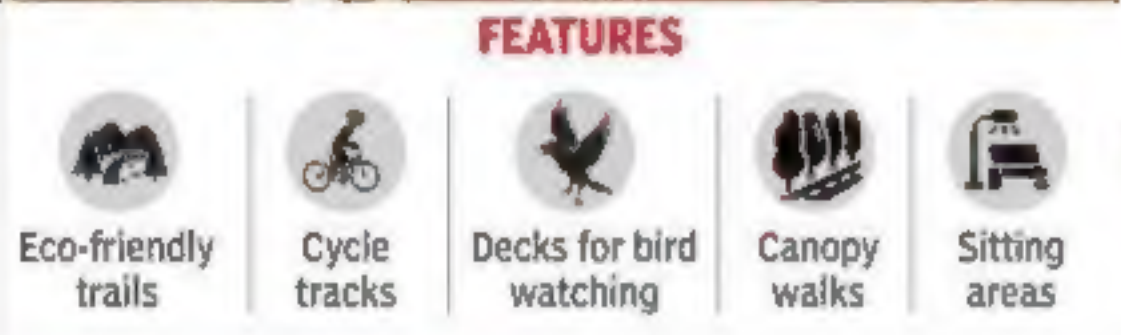 FEATURES
Eco-friendly
trails
Cycle
tracks
Decks for bird
watching
Canopy
walks
Sitting
areas